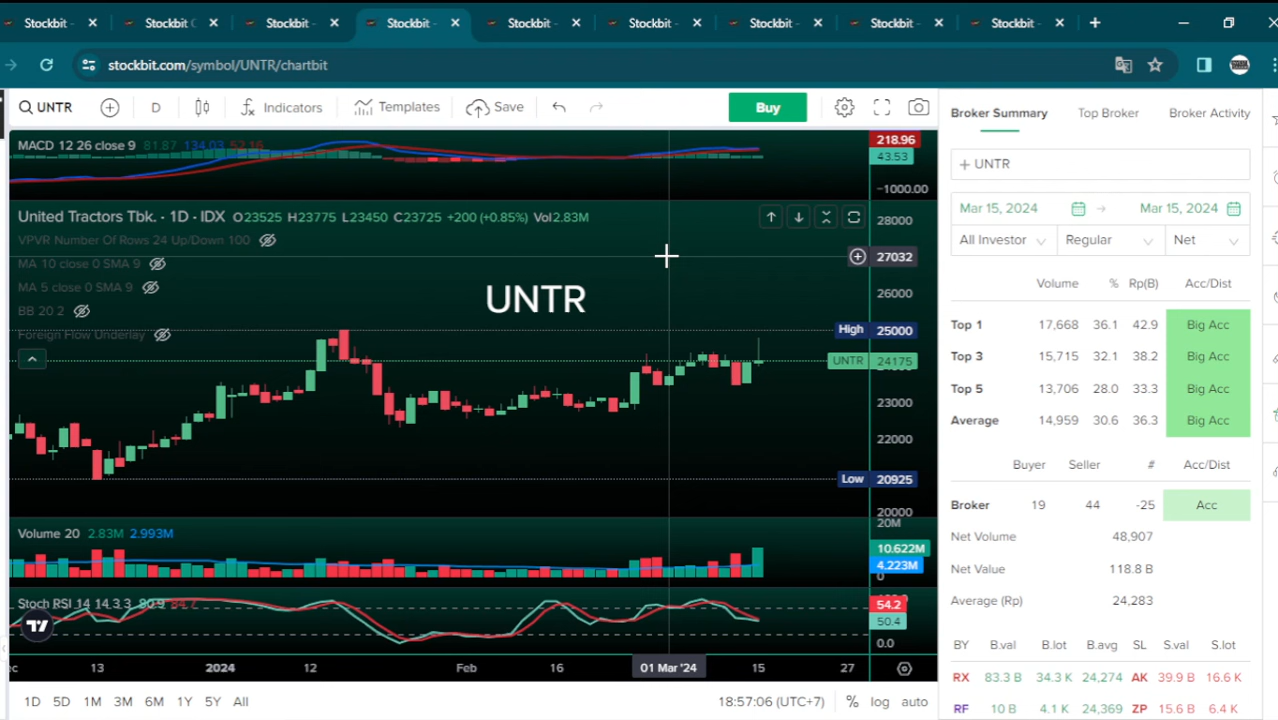 Stockbit Stockbit Stockbit Stockbit Stockbit Stockbit Stockbit Stockbit Stockbit
stockbit.com/symbol/UNTR/chartbit
UNTR D Indicators Templates Save Buy
MACD 12 26 close 9 81.87 134.03 52.16
218.96
43.53
-1000.00
United Tractors Tbk. · 1D · IDX O23525 H23775 L23450 C23725 +200 (+0.85%) Vol2.83M
VPVR Number Of Rows 24 Up/Down 100
MA 10 close 0 SMA 9
MA 5 close 0 SMA 9
BB 20 2
Foreign Flow Underlay
UNTR
28000
27032
26000
High 25000
UNTR 24175
23000
22000
Low 20925
20000
Volume 20 2.83M 2.993M
20M
10.622M
4.223M
0
Stoch RSI 14 14 3 3 80.9 84.7
54.2
50.4
0.0
13 2024 12 Feb 16 01 Mar '24 15 27
1D 5D 1M 3M 6M 1Y 5Y All 18:57:06 (UTC+7) % log auto
Broker Summary Top Broker Broker Activity
+ UNTR
Mar 15, 2024 → Mar 15, 2024
All Investor Regular Net
Volume % Rp(B) Acc/Dist
Top 1 17,668 36.1 42.9 Big Acc
Top 3 15,715 32.1 38.2 Big Acc
Top 5 13,706 28.0 33.3 Big Acc
Average 14,959 30.6 36.3 Big Acc
Buyer Seller # Acc/Dist
Broker 19 44 -25 Acc
Net Volume 48,907
Net Value 118.8 B
Average (Rp) 24,283
BY B.val B.lot B.avg SL S.val S.lot
RX 83.3 B 34.3 K 24,274 AK 39.9 B 16.6 K
RF 10 B 4.1 K 24,369 ZP 15.6 B 6.4 K